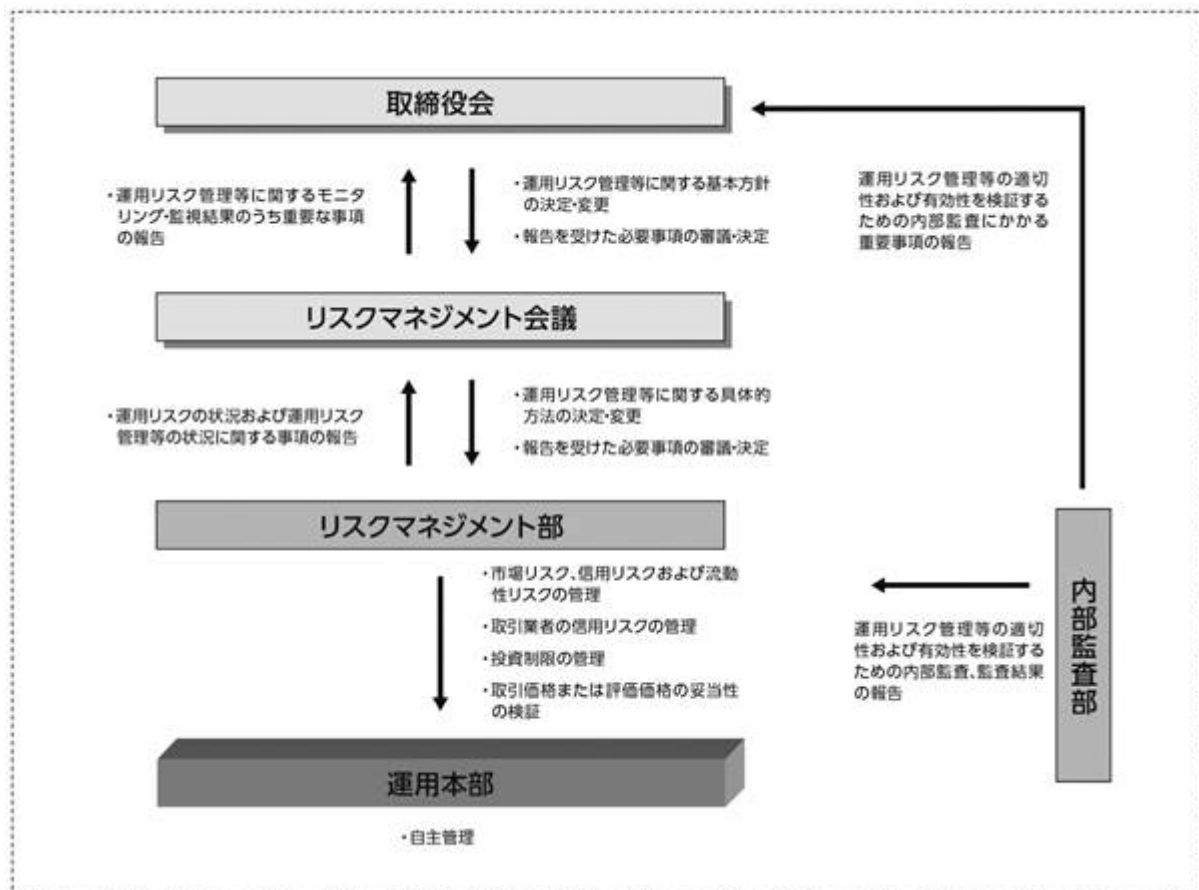 取締役会
・運用リスク管理等に関するモニタ
リング・監視結果のうち重要な事項
の報告
・運用リスク管理等に関する基本方針
の決定・変更
・報告を受けた必要事項の審議・決定
運用リスク管理等の適切
性および有効性を検証する
ための内部監査にかかる
重要事項の報告
リスクマネジメント会議
・運用リスクの状況および運用リスク
管理等の状況に関する事項の報告
・運用リスク管理等に関する具体的
方法の決定・変更
・報告を受けた必要事項の審議・決定
リスクマネジメント部
・市場リスク、信用リスクおよび流動
性リスクの管理
・取引業者の信用リスクの管理
・投資制限の管理
・取引価格または評価価格の妥当性
の検証
運用リスク管理等の適切
性および有効性を検証する
ための内部監査、監査結果
の報告
内部監査部
運用本部
・自主管理